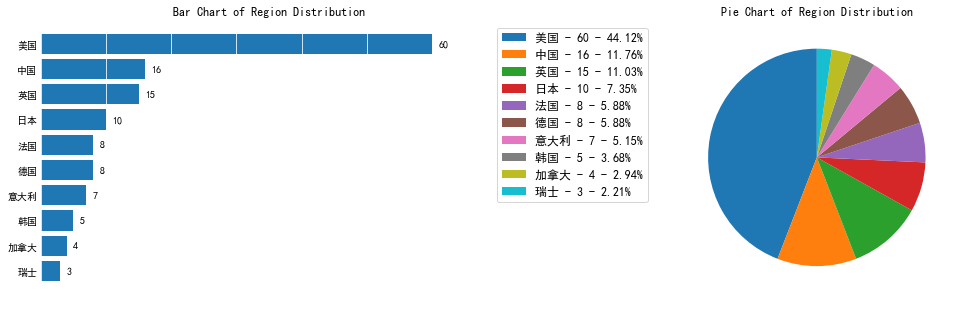 Bar Chart of Region Distribution
美国 60
中国 16
英国 15
日本 10
法国 8
德国 8
意大利 7
韩国 5
加拿大 4
瑞士 3
美国 - 60 - 44.12%
中国 - 16 - 11.76%
英国 - 15 - 11.03%
日本 - 10 - 7.35%
法国 - 8 - 5.88%
德国 - 8 - 5.88%
意大利 - 7 - 5.15%
韩国 - 5 - 3.68%
加拿大 - 4 - 2.94%
瑞士 - 3 - 2.21%
Pie Chart of Region Distribution